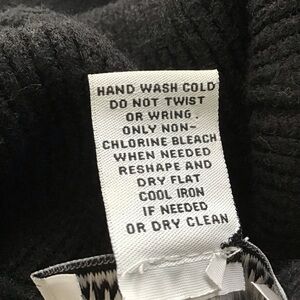 HAND WASH COLD
DO NOT TWIST
OR WRING.
ONLY NON-
CHLORINE BLEACH
WHEN NEEDED
RESHAPE AND
DRY FLAT
COOL IRON
IF NEEDED
OR DRY CLEAN